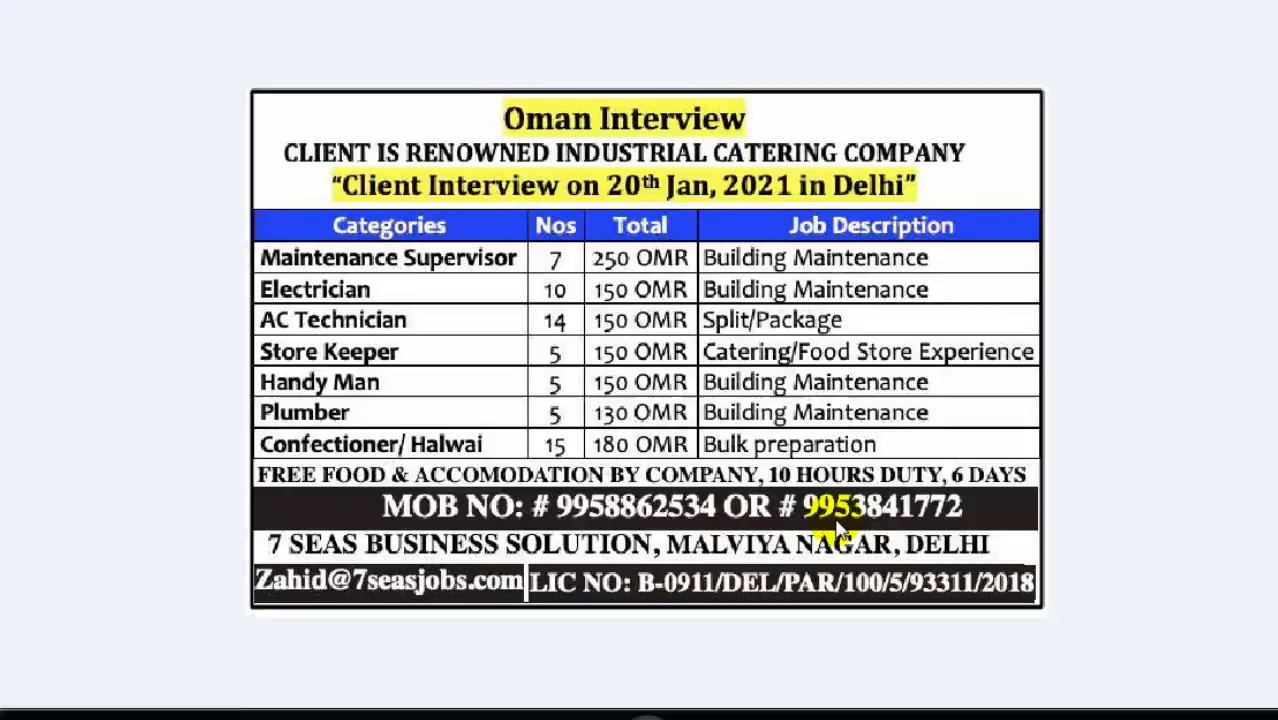 Oman Interview
CLIENT IS RENOWNED INDUSTRIAL CATERING COMPANY
“Client Interview on 20th Jan, 2021 in Delhi”
Categories Nos Total Job Description
Maintenance Supervisor 7 250 OMR Building Maintenance
Electrician 10 150 OMR Building Maintenance
AC Technician 14 150 OMR Split/Package
Store Keeper 5 150 OMR Catering/Food Store Experience
Handy Man 5 150 OMR Building Maintenance
Plumber 5 130 OMR Building Maintenance
Confectioner/ Halwai 15 180 OMR Bulk preparation
FREE FOOD & ACCOMODATION BY COMPANY, 10 HOURS DUTY, 6 DAYS
MOB NO: # 9958862534 OR # 9953841772
7 SEAS BUSINESS SOLUTION, MALVIYA NAGAR, DELHI
Zahid@7seasjobs.com LIC NO: B-0911/DEL/PAR/100/5/93311/2018